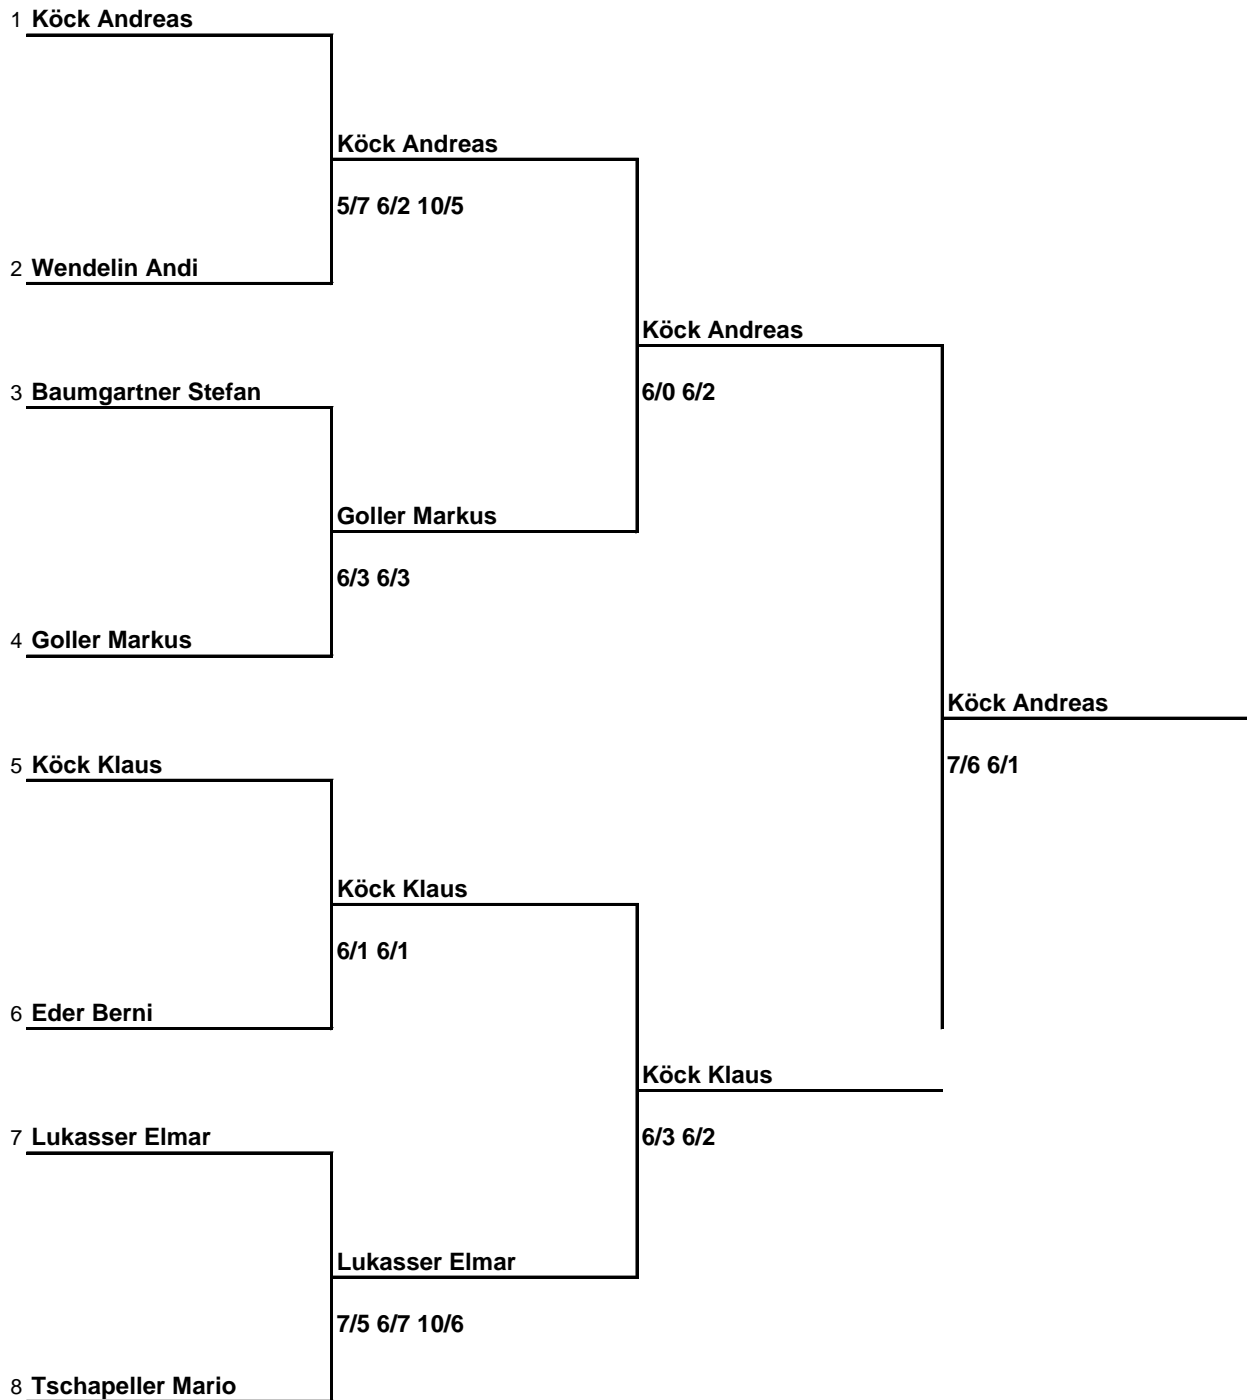 1 Köck Andreas
Köck Andreas
5/7 6/2 10/5
2 Wendelin Andi
Köck Andreas
3 Baumgartner Stefan
6/0 6/2
Goller Markus
6/3 6/3
4 Goller Markus
Köck Andreas
5 Köck Klaus
7/6 6/1
Köck Klaus
6/1 6/1
6 Eder Berni
Köck Klaus
7 Lukasser Elmar
6/3 6/2
Lukasser Elmar
7/5 6/7 10/6
8 Tschapeller Mario